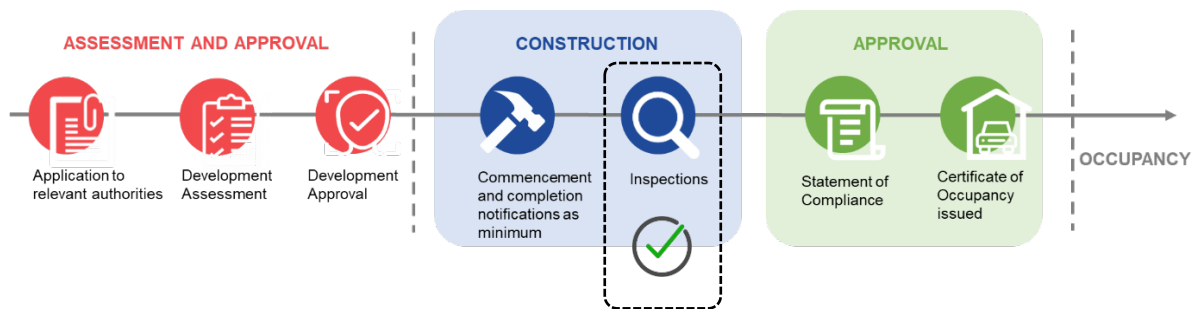 ASSESSMENT AND APPROVAL
CONSTRUCTION
APPROVAL
Application to
relevant authorities
Development
Assessment
Development
Approval
Commencement
and completion
notifications as
minimum
Inspections
Statement of
Compliance
Certificate of
Occupancy
issued
OCCUPANCY